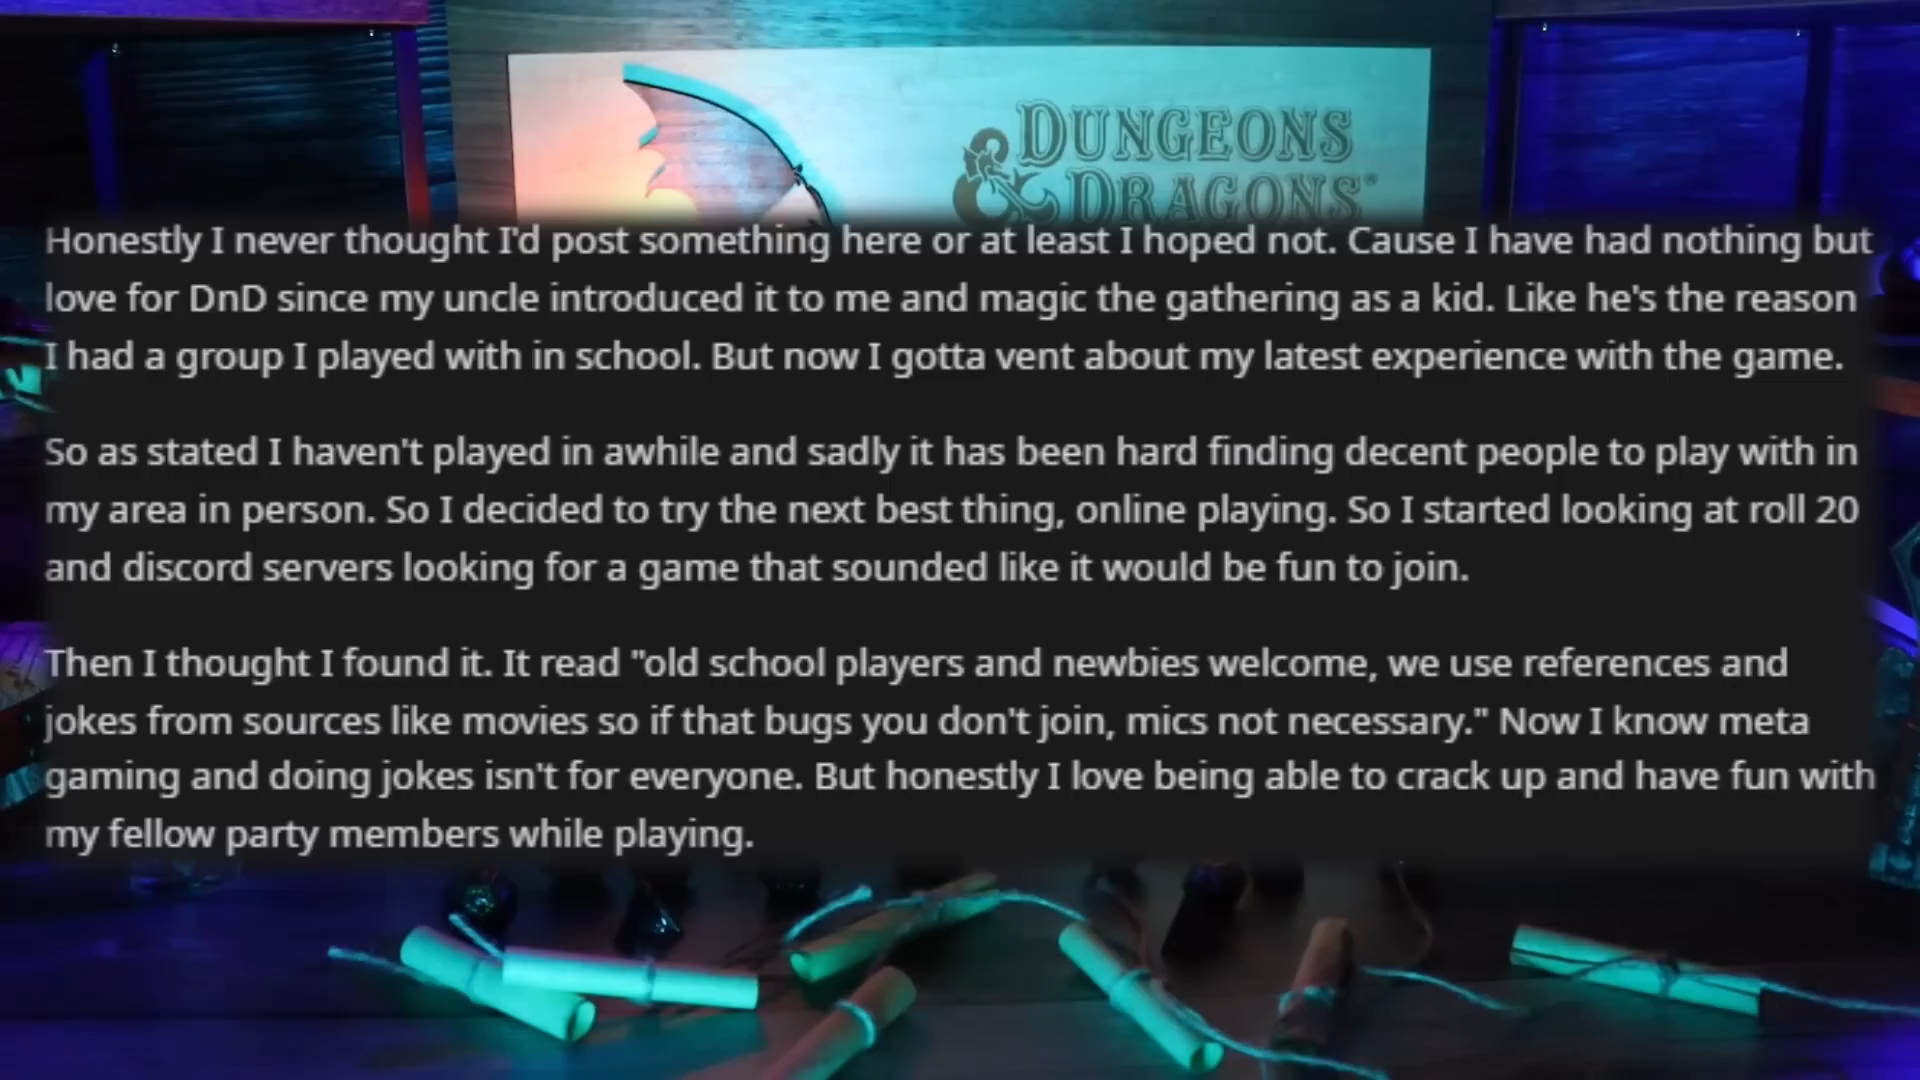 DUNGEONS
& DRAGONS®
Honestly I never thought I'd post something here or at least I hoped not. Cause I have had nothing but
love for DnD since my uncle introduced it to me and magic the gathering as a kid. Like he's the reason
I had a group I played with in school. But now I gotta vent about my latest experience with the game.
So as stated I haven't played in awhile and sadly it has been hard finding decent people to play with in
my area in person. So I decided to try the next best thing, online playing. So I started looking at roll 20
and discord servers looking for a game that sounded like it would be fun to join.
Then I thought I found it. It read "old school players and newbies welcome, we use references and
jokes from sources like movies so if that bugs you don't join, mics not necessary." Now I know meta
gaming and doing jokes isn't for everyone. But honestly I love being able to crack up and have fun with
my fellow party members while playing.